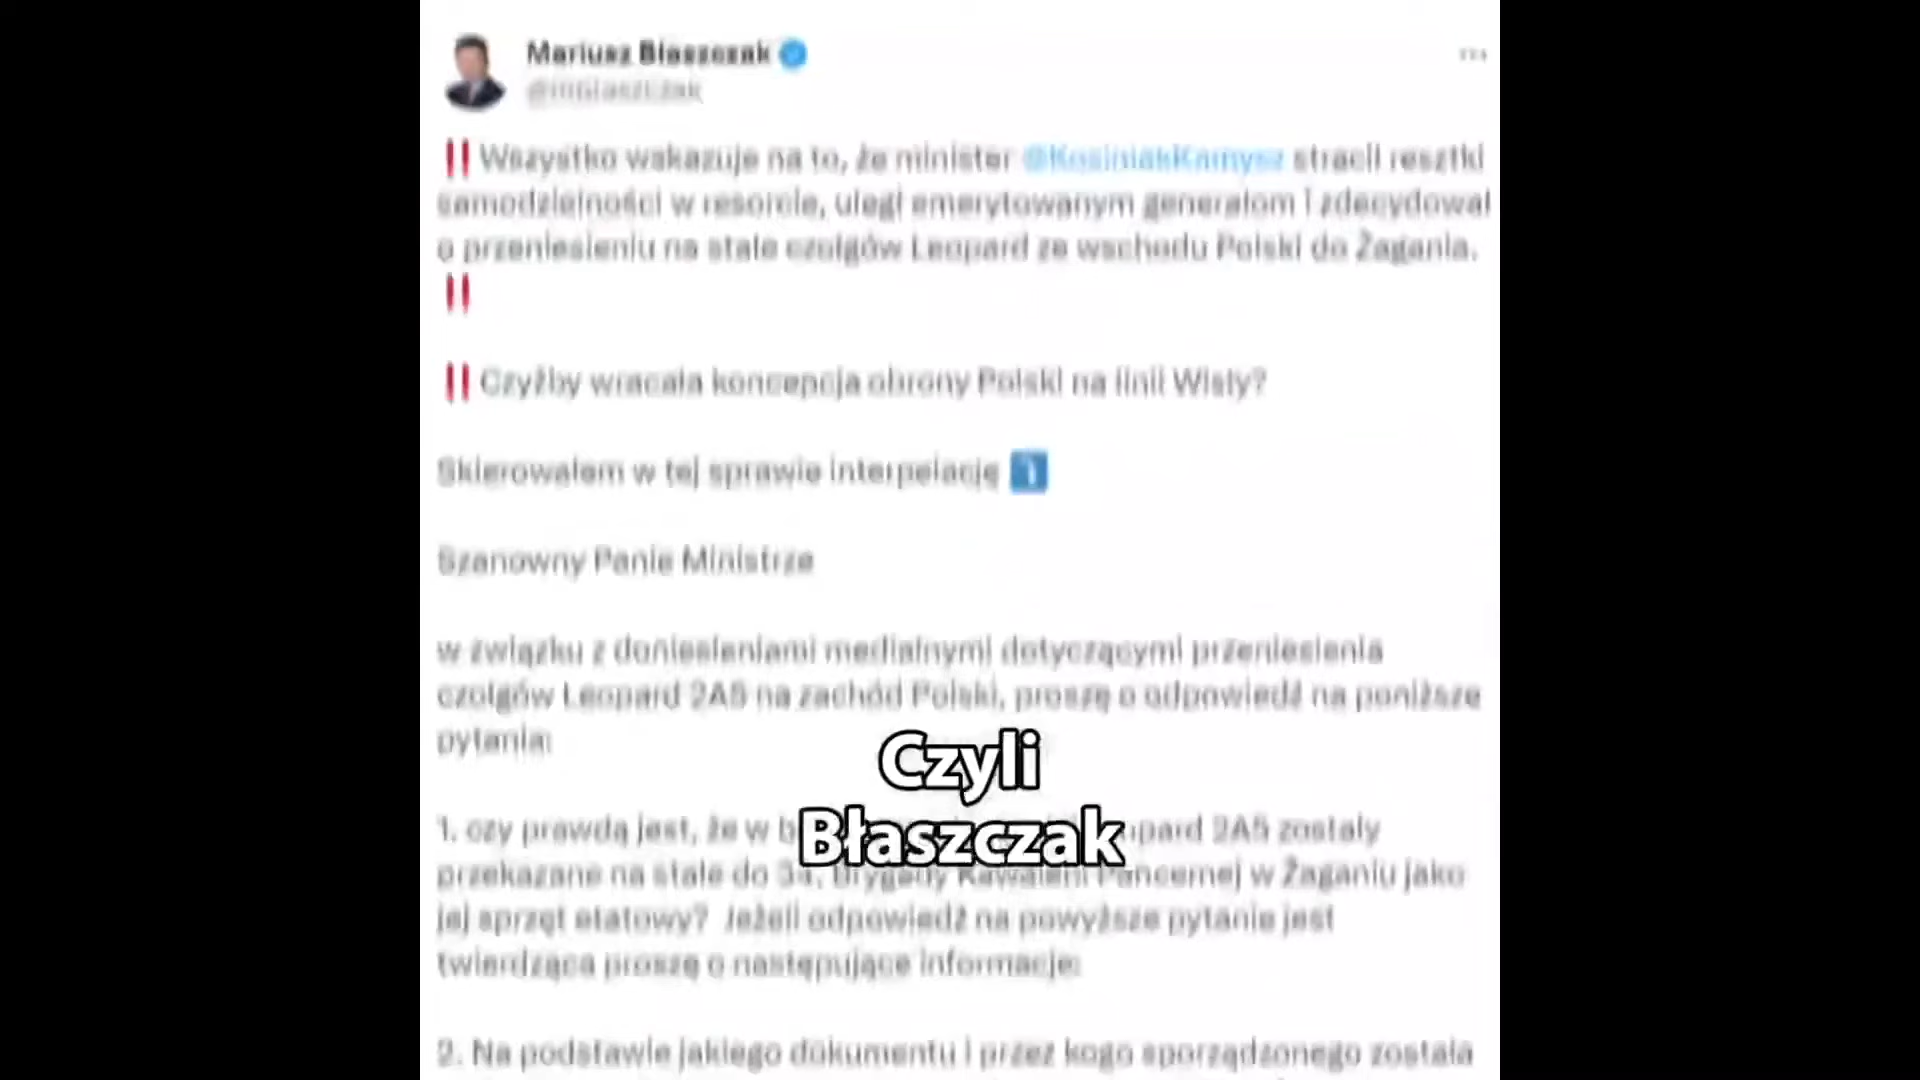 Mariusz Błaszczak
@mblaszczak
‼️Wszystko wskazuje na to, że minister @KosiniakKamysz stracił resztki
samodzielności w resorcie, uległ emerytowanym generałom i zdecydował
o przeniesieniu na stałe czołgów Leopard ze wschodu Polski do Żagania.
‼️
‼️Czyżby wracała koncepcja obrony Polski na linii Wisły?
Skierowałem w tej sprawie interpelację
Szanowny Panie Ministrze
w związku z doniesieniami medialnymi dotyczącymi przeniesienia
czołgów Leopard 2A5 na zachód Polski, proszę o odpowiedź na poniższe
pytania:
Czyli
Błaszczak
1. czy prawdą jest, że w Leopard 2A5 zostały
przekazane na stałe do 34. Brygady Kawalerii Pancernej w Żaganiu jako
jej sprzęt etatowy? Jeżeli odpowiedź na powyższe pytanie jest
twierdząca proszę o następujące informacje:
2. Na podstawie jakiego dokumentu i przez kogo sporządzonego została